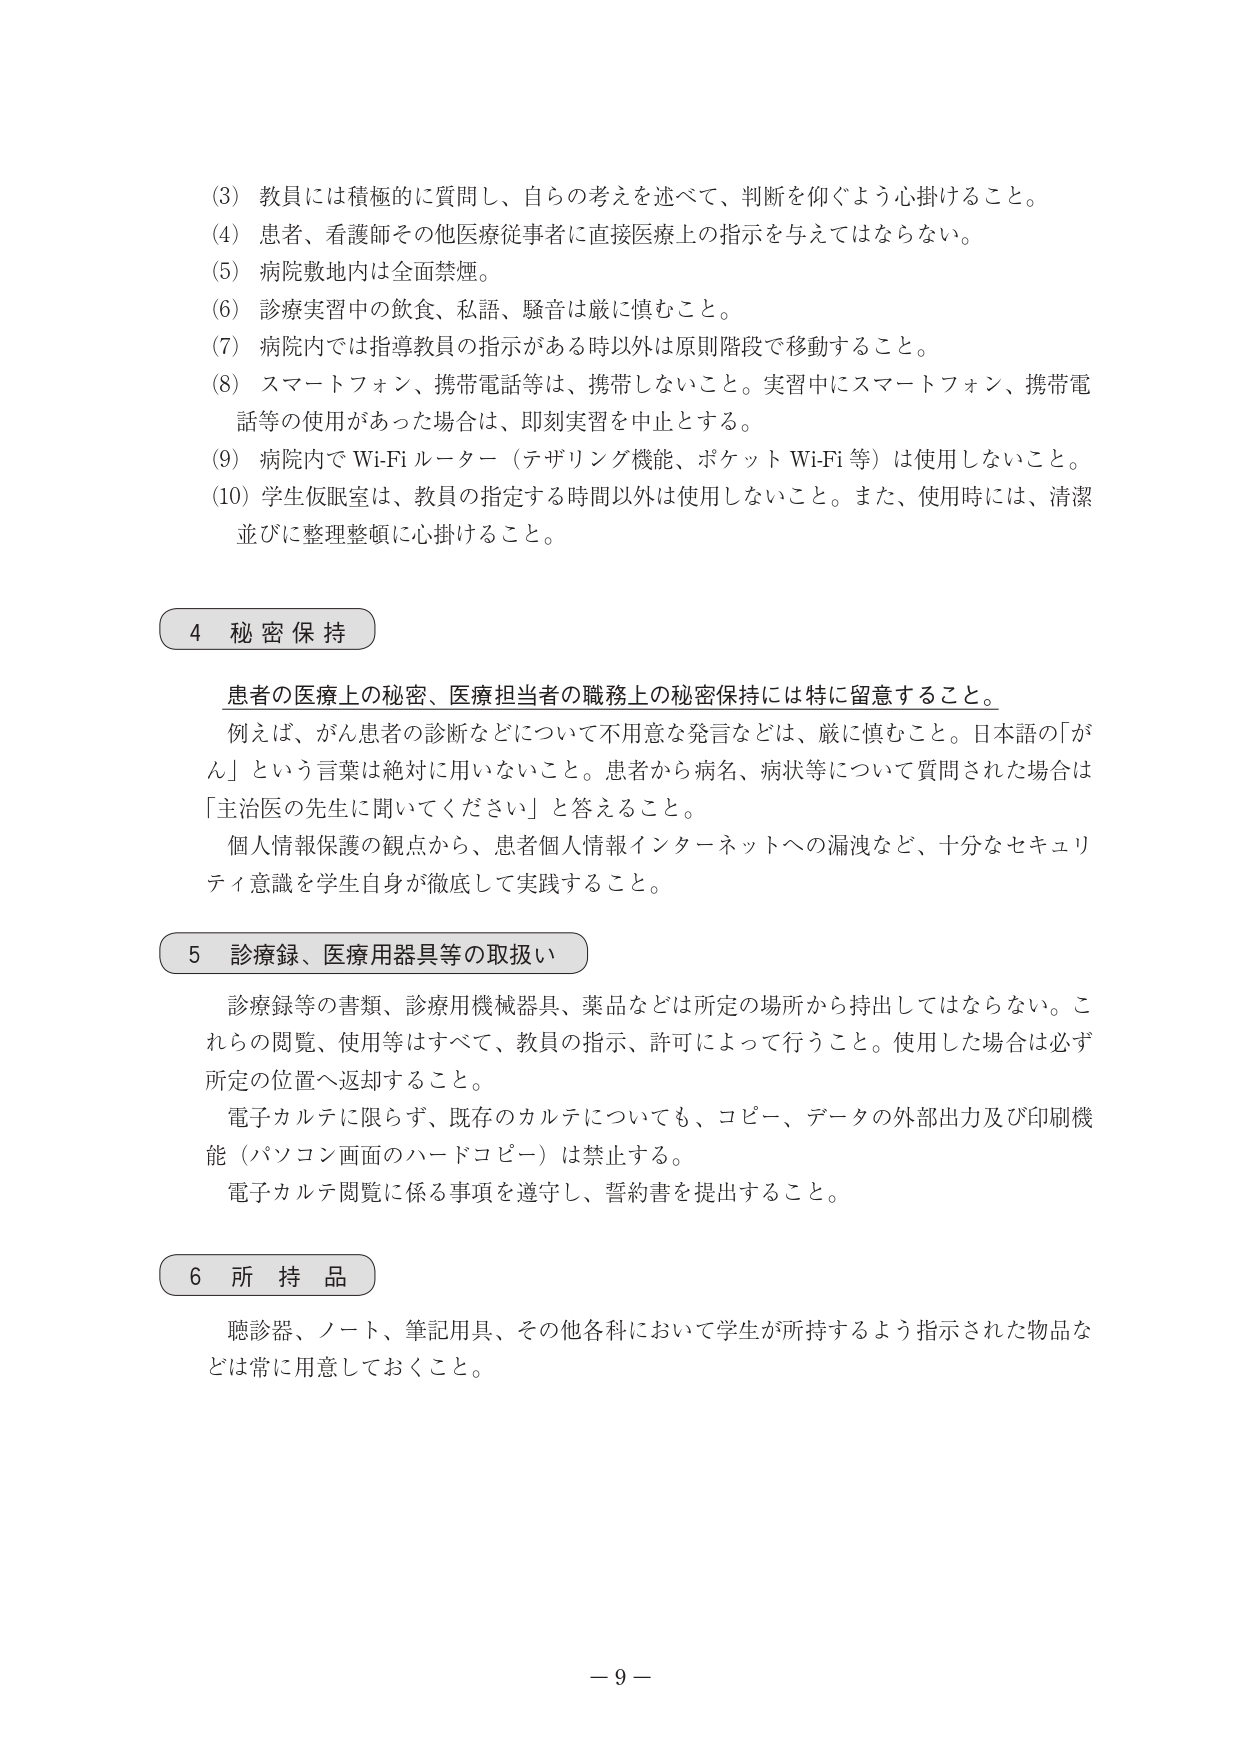 (3)　教員には積極的に質問し、自らの考えを述べて、判断を仰ぐよう心掛けること。
(4)　患者、看護師その他医療従事者に直接医療上の指示を与えてはならない。
(5)　病院敷地内は全面禁煙。
(6)　診療実習中の飲食、私語、騒音は厳に慎むこと。
(7)　病院内では指導教員の指示がある時以外は原則階段で移動すること。
(8)　スマートフォン、携帯電話等は、携帯しないこと。実習中にスマートフォン、携帯電
話等の使用があった場合は、即刻実習を中止とする。
(9)　病院内で Wi-Fi ルーター（テザリング機能、ポケット Wi-Fi 等）は使用しないこと。
(10) 学生仮眠室は、教員の指定する時間以外は使用しないこと。また、使用時には、清潔
並びに整理整頓に心掛けること。
4　秘密保持
患者の医療上の秘密、医療担当者の職務上の秘密保持には特に留意すること。
例えば、がん患者の診断などについて不用意な発言などは、厳に慎むこと。日本語の「が
ん」という言葉は絶対に用いないこと。患者から病名、病状等について質問された場合は
「主治医の先生に聞いてください」と答えること。
個人情報保護の観点から、患者個人情報インターネットへの漏洩など、十分なセキュリ
ティ意識を学生自身が徹底して実践すること。
5　診療録、医療用器具等の取扱い
診療録等の書類、診療用機械器具、薬品などは所定の場所から持出してはならない。こ
れらの閲覧、使用等はすべて、教員の指示、許可によって行うこと。使用した場合は必ず
所定の位置へ返却すること。
電子カルテに限らず、既存のカルテについても、コピー、データの外部出力及び印刷機
能（パソコン画面のハードコピー）は禁止する。
電子カルテ閲覧に係る事項を遵守し、誓約書を提出すること。
6　所　持　品
聴診器、ノート、筆記用具、その他各科において学生が所持するよう指示された物品な
どは常に用意しておくこと。
― 9 ―